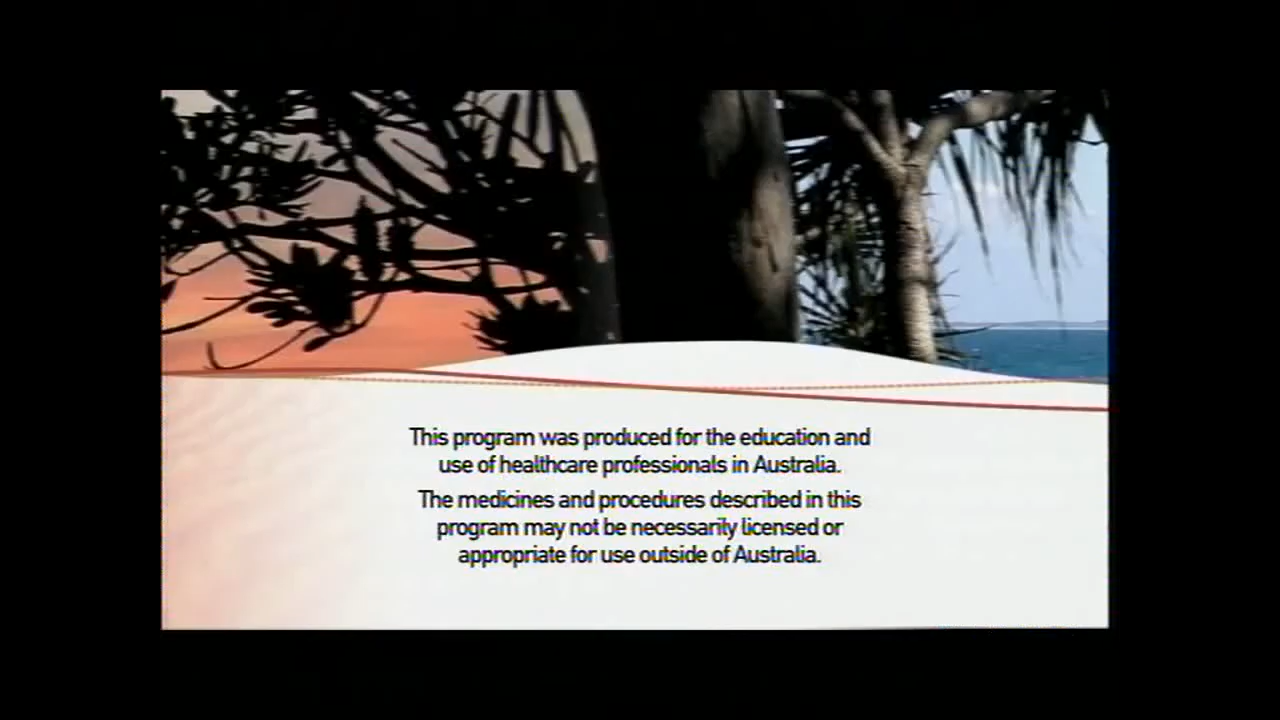 This program was produced for the education and
use of healthcare professionals in Australia.
The medicines and procedures described in this
program may not be necessarily licensed or
appropriate for use outside of Australia.